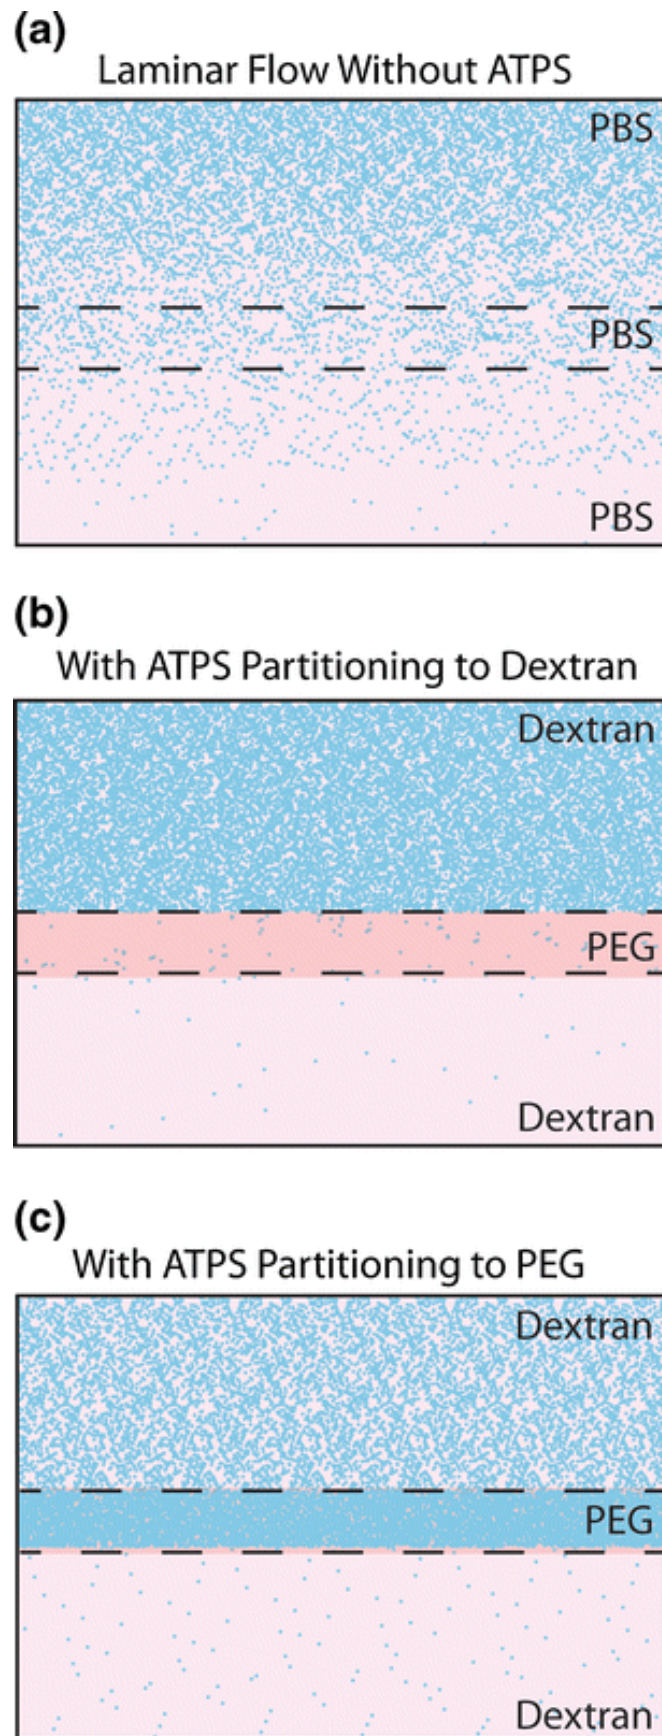 (a)
Laminar Flow Without ATPS
PBS
PBS
PBS
(b)
With ATPS Partitioning to Dextran
Dextran
PEG
Dextran
(c)
With ATPS Partitioning to PEG
Dextran
PEG
Dextran